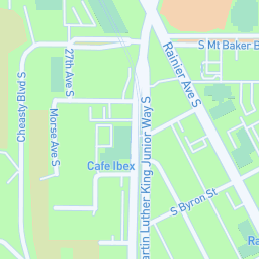 S Mt Baker B
27th Ave S
Rainier Ave S
Cheasty Blvd S
Morse Ave S
Cafe Ibex
Martin Luther King Junior Way S
S Byron St
Ra